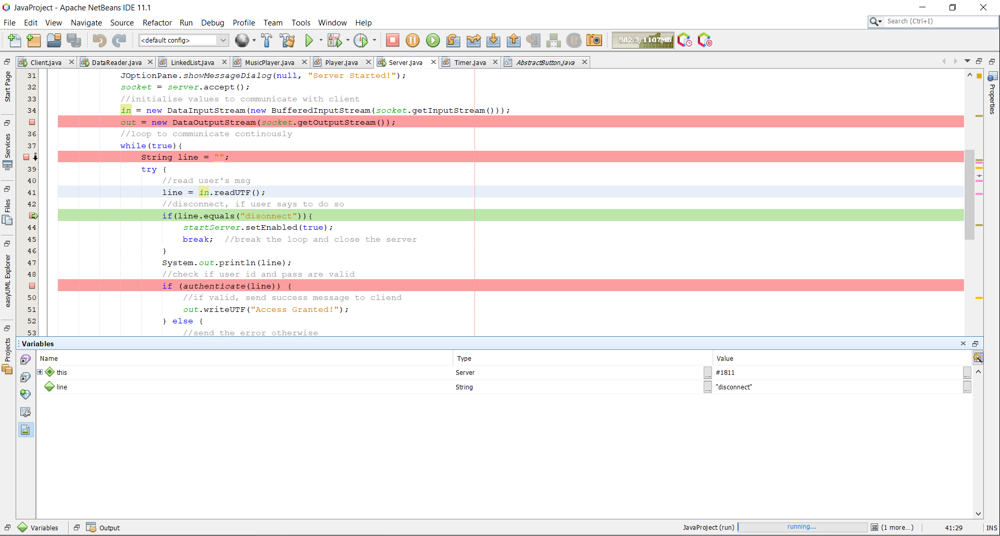 JavaProject - Apache NetBeans IDE 11.1
File Edit View Navigate Source Refactor Run Debug Profile Team Tools Window Help
Search (Ctrl+I)
<default config>
982.3/1107MB
Client.java DataReader.java LinkedList.java MusicPlayer.java Player.java Server.java Timer.java AbstractButton.java
Start Page
Services
Files
easyUML Explorer
Projects
Properties
31 JOptionPane.showMessageDialog(null, "Server Started!");
32 socket = server.accept();
33 //initialise values to communicate with client
34 in = new DataInputStream(new BufferedInputStream(socket.getInputStream()));
out = new DataOutputStream(socket.getOutputStream());
36 //loop to communicate continously
37 while(true){
String line = "";
39 try {
40 //read user's msg
41 line = in.readUTF();
42 //disconnect, if user says to do so
if(line.equals("disonnect")){
44 startServer.setEnabled(true);
45 break; //break the loop and close the server
46 }
47 System.out.println(line);
48 //check if user id and pass are valid
if (authenticate(line)) {
50 //if valid, send success message to cliend
51 out.writeUTF("Access Granted!");
52 } else {
53 //send the error otherwise
Variables
Name Type Value
this Server ... #1811 ...
line String ... "disconnect" ...
Variables Output JavaProject (run) running... (1 more...) 41:29 INS